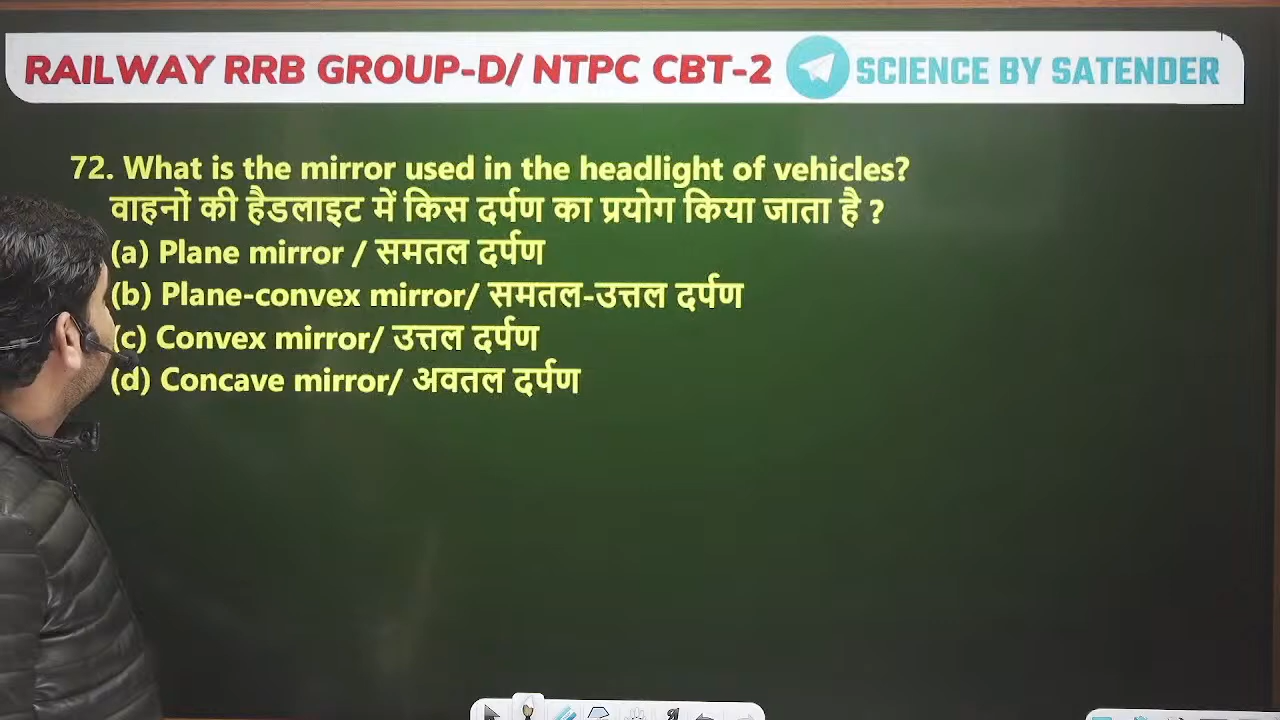 RAILWAY RRB GROUP-D/ NTPC CBT-2 SCIENCE BY SATENDER
72. What is the mirror used in the headlight of vehicles?
वाहनों की हैडलाइट में किस दर्पण का प्रयोग किया जाता है ?
(a) Plane mirror / समतल दर्पण
(b) Plane-convex mirror/ समतल-उत्तल दर्पण
(c) Convex mirror/ उत्तल दर्पण
(d) Concave mirror/ अवतल दर्पण